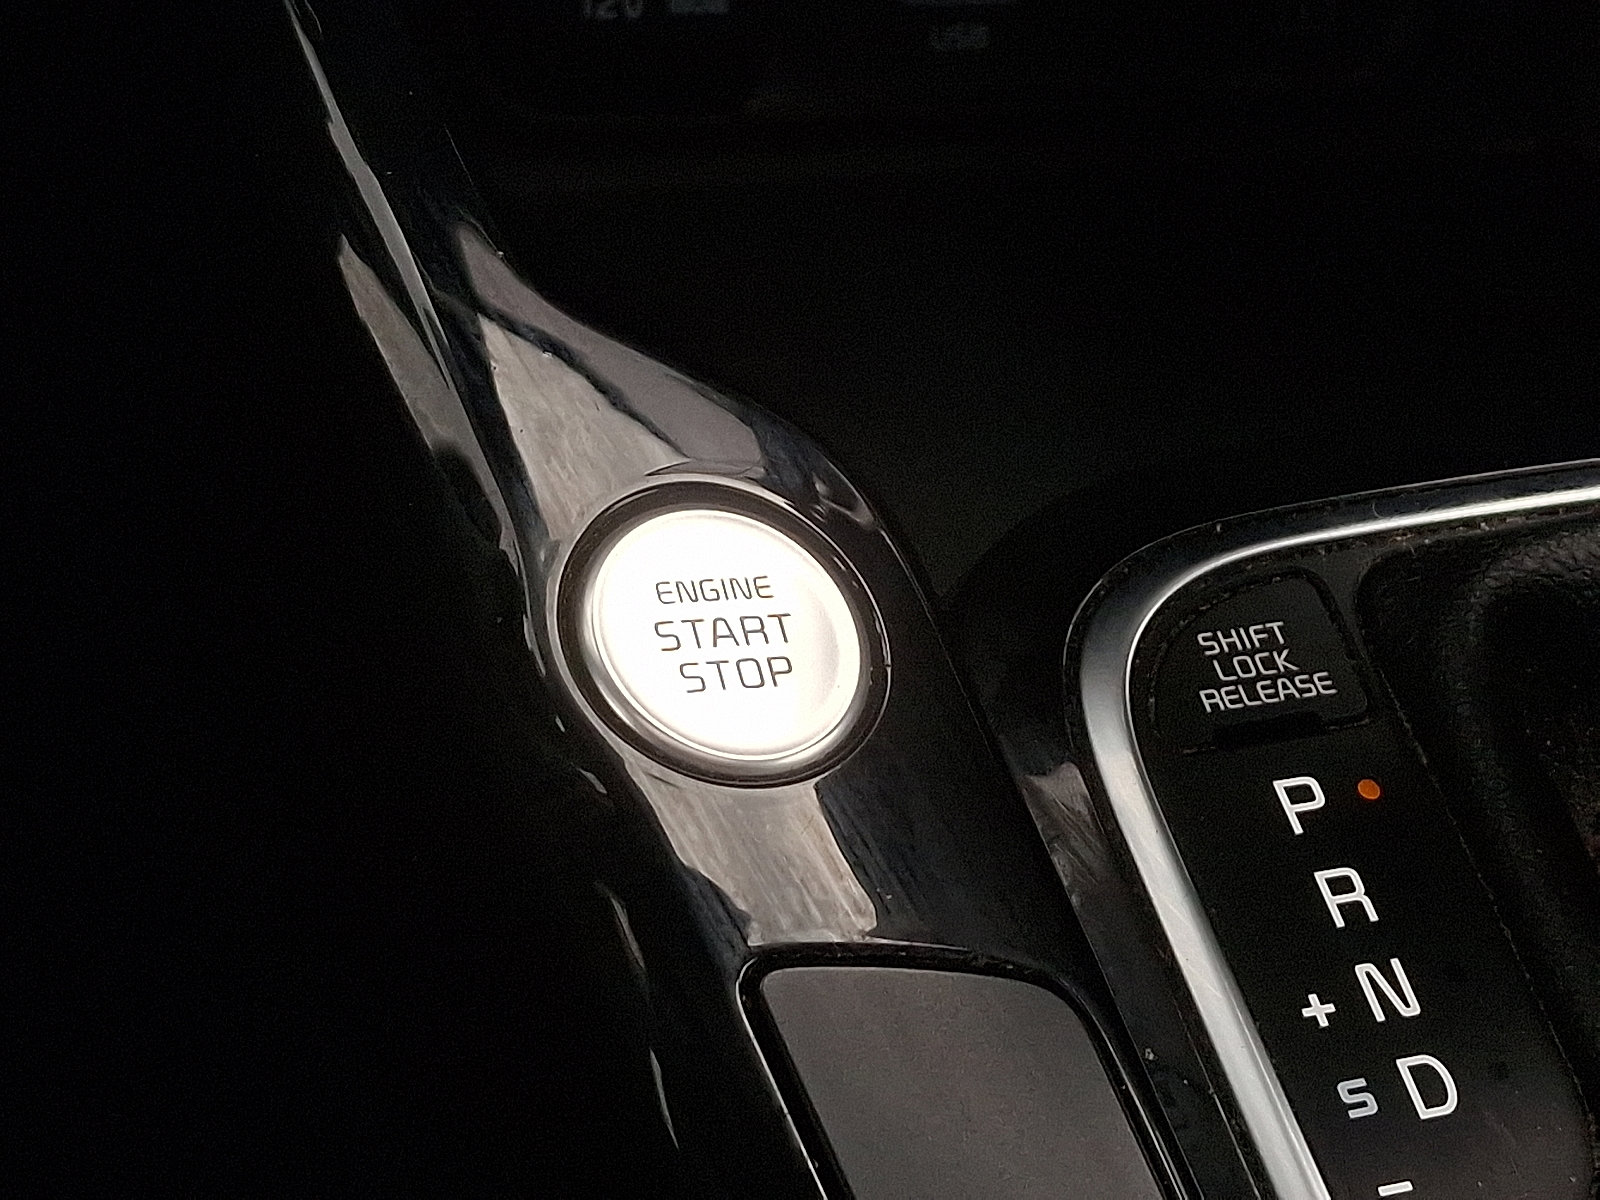 ENGINE
START
STOP
SHIFT
LOCK
RELEASE
P
R
+ N
S D
-